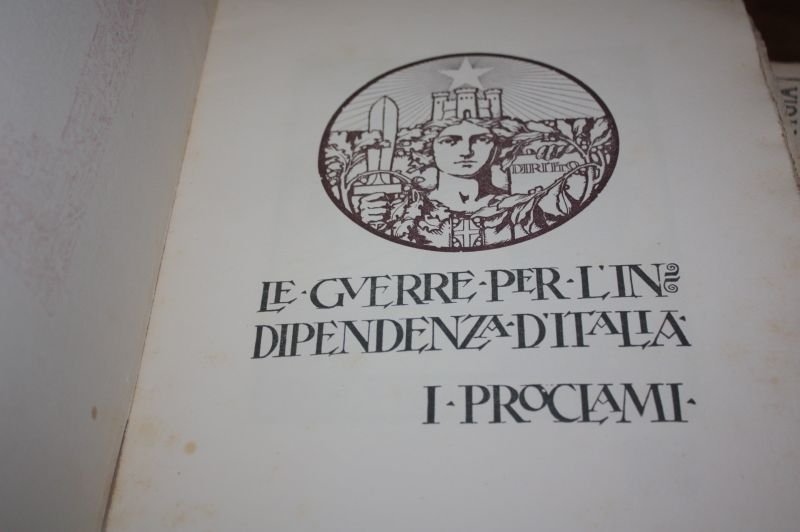 DIRITTO
LE·GVERRE·PER·L'IN
DIPENDENZA·D'ITALIA
I·PROCLAMI·